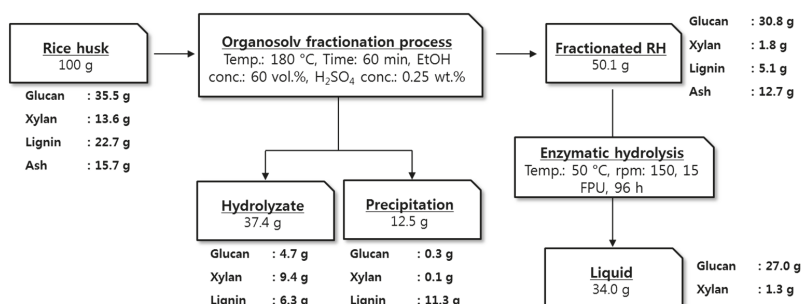 Rice husk
100 g
Glucan : 35.5 g
Xylan : 13.6 g
Lignin : 22.7 g
Ash : 15.7 g
Organosolv fractionation process
Temp.: 180 °C, Time: 60 min, EtOH
conc.: 60 vol.%, H₂SO₄ conc.: 0.25 wt.%
Fractionated RH
50.1 g
Glucan : 30.8 g
Xylan : 1.8 g
Lignin : 5.1 g
Ash : 12.7 g
Enzymatic hydrolysis
Temp.: 50 °C, rpm: 150, 15
FPU, 96 h
Hydrolyzate
37.4 g
Glucan : 4.7 g
Xylan : 9.4 g
Lignin : 6.3 g
Precipitation
12.5 g
Glucan : 0.3 g
Xylan : 0.1 g
Lignin : 11.3 g
Liquid
34.0 g
Glucan : 27.0 g
Xylan : 1.3 g